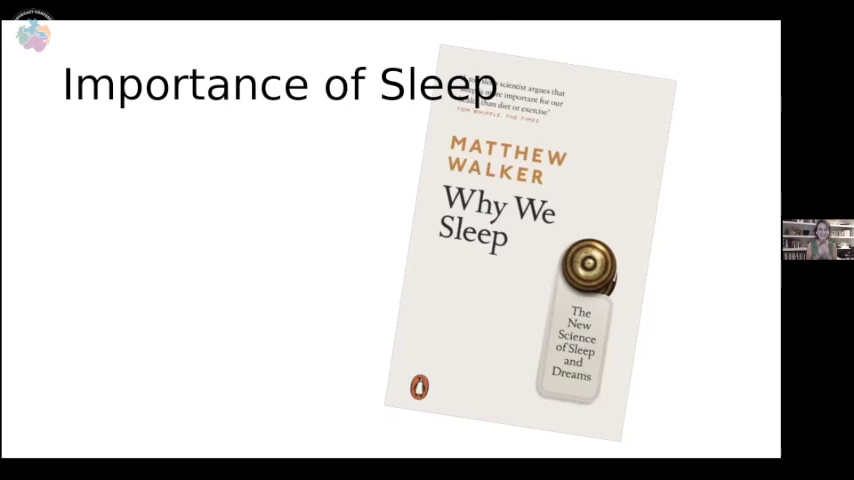 Importance of Sleep
scientist argues that
more important for our
than diet or exercise'
TOM WHIPPLE, THE TIMES
MATTHEW
WALKER
Why We
Sleep
The
New
Science
of Sleep
and
Dreams